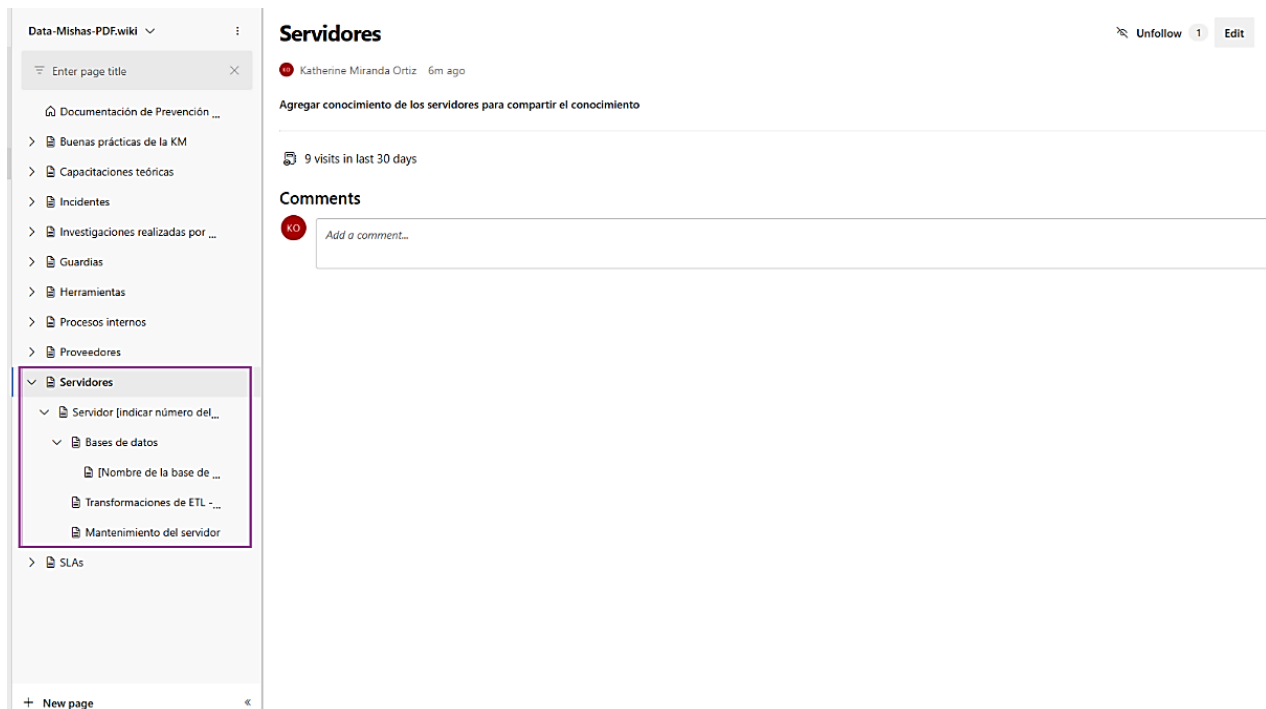 Data-Mishas-PDF.wiki
Enter page title
Documentación de Prevención ...
Buenas prácticas de la KM
Capacitaciones teóricas
Incidentes
Investigaciones realizadas por ...
Guardias
Herramientas
Procesos internos
Proveedores
Servidores
Servidor [indicar número del...
Bases de datos
[Nombre de la base de ...
Transformaciones de ETL -...
Mantenimiento del servidor
SLAs
+ New page
Servidores
Unfollow 1 Edit
KO Katherine Miranda Ortiz 6m ago
Agregar conocimiento de los servidores para compartir el conocimiento
9 visits in last 30 days
Comments
KO
Add a comment...